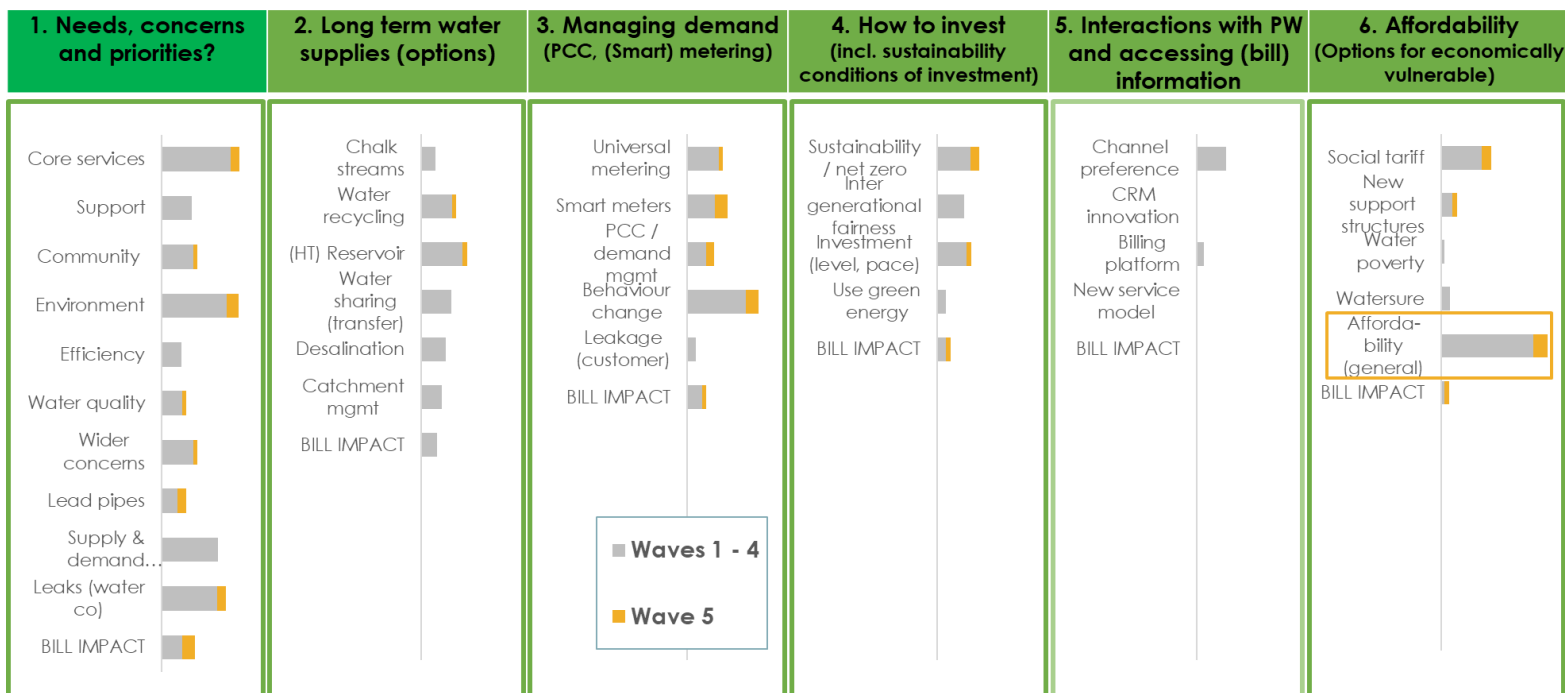 1. Needs, concerns
and priorities?
Core services
Support
Community
Environment
Efficiency
Water quality
Wider
concerns
Lead pipes
Supply &
demand...
Leaks (water
co)
BILL IMPACT
2. Long term water
supplies (options)
Chalk
streams
Water
recycling
(HT) Reservoir
Water
sharing
(transfer)
Desalination
Catchment
mgmt
BILL IMPACT
3. Managing demand
(PCC, (Smart) metering)
Universal
metering
Smart meters
PCC /
demand
mgmt
Behaviour
change
Leakage
(customer)
BILL IMPACT
Waves 1 - 4
Wave 5
4. How to invest
(incl. sustainability
conditions of investment)
Sustainability
/ net zero
Inter
generational
fairness
Investment
(level, pace)
Use green
energy
BILL IMPACT
5. Interactions with PW
and accessing (bill)
information
Channel
preference
CRM
innovation
Billing
platform
New service
model
BILL IMPACT
6. Affordability
(Options for economically
vulnerable)
Social tariff
New
support
structures
Water
poverty
Watersure
Afforda-
bility
(general)
BILL IMPACT